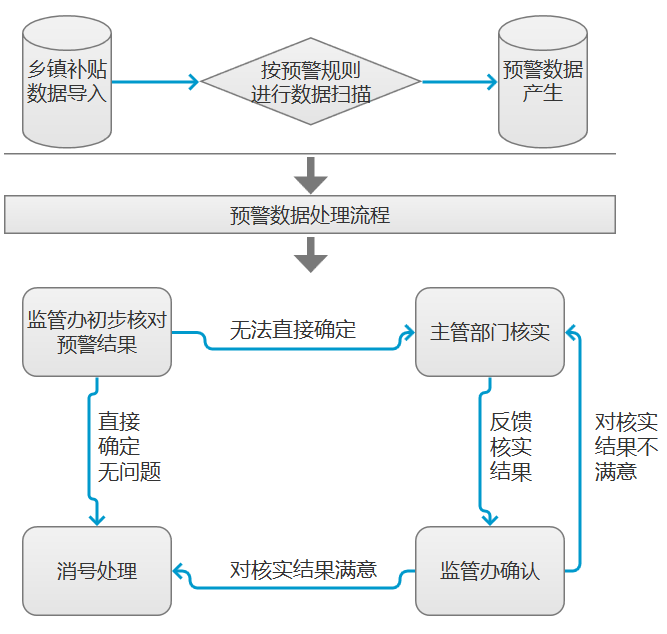 乡镇补贴
数据导入
按预警规则
进行数据扫描
预警数据
产生
预警数据处理流程
监管办初步核对
预警结果
无法直接确定
主管部门核实
直接
确定
无问题
反馈
核实
结果
对核实
结果不
满意
消号处理
对核实结果满意
监管办确认